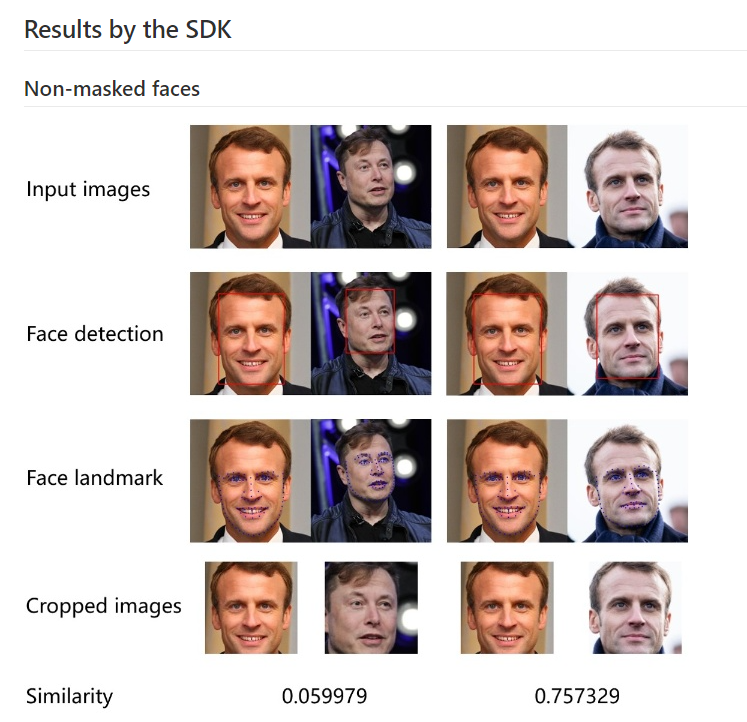 Results by the SDK
Non-masked faces
Input images
Face detection
Face landmark
Cropped images
Similarity 0.059979 0.757329